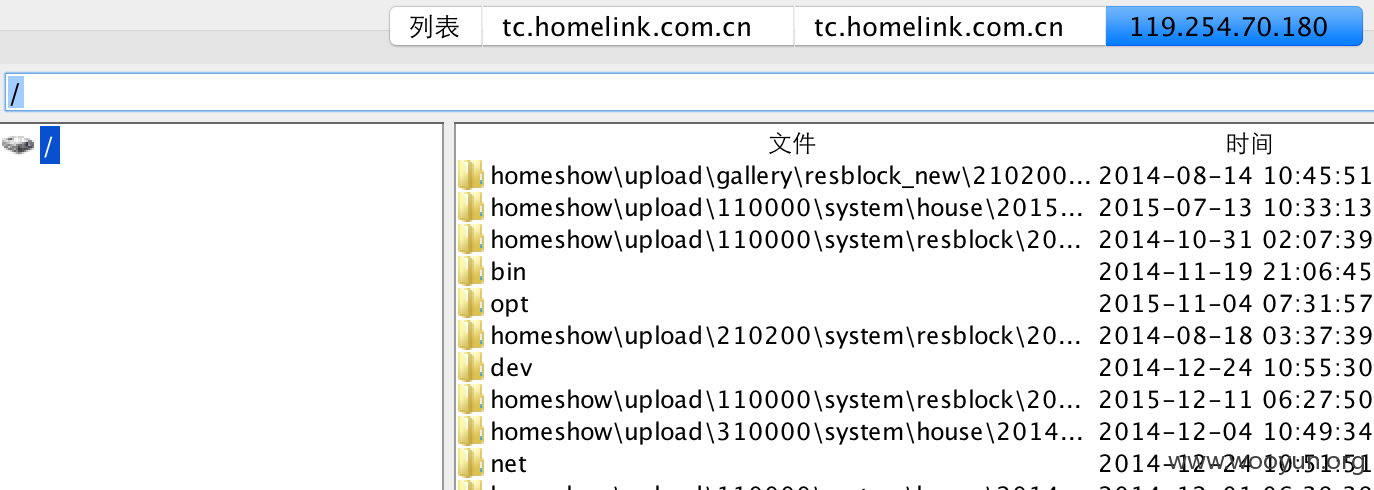 列表 tc.homelink.com.cn tc.homelink.com.cn 119.254.70.180
/
/
文件 时间
homeshow\upload\gallery\resblock_new\210200... 2014-08-14 10:45:51
homeshow\upload\110000\system\house\2015... 2015-07-13 10:33:13
homeshow\upload\110000\system\resblock\20... 2014-10-31 02:07:39
bin 2014-11-19 21:06:45
opt 2015-11-04 07:31:57
homeshow\upload\210200\system\resblock\20... 2014-08-18 03:37:39
dev 2014-12-24 10:55:30
homeshow\upload\110000\system\resblock\20... 2015-12-11 06:27:50
homeshow\upload\310000\system\house\2014... 2014-12-04 10:49:34
net 2014-12-24 10:51:51
www.wooyun.org